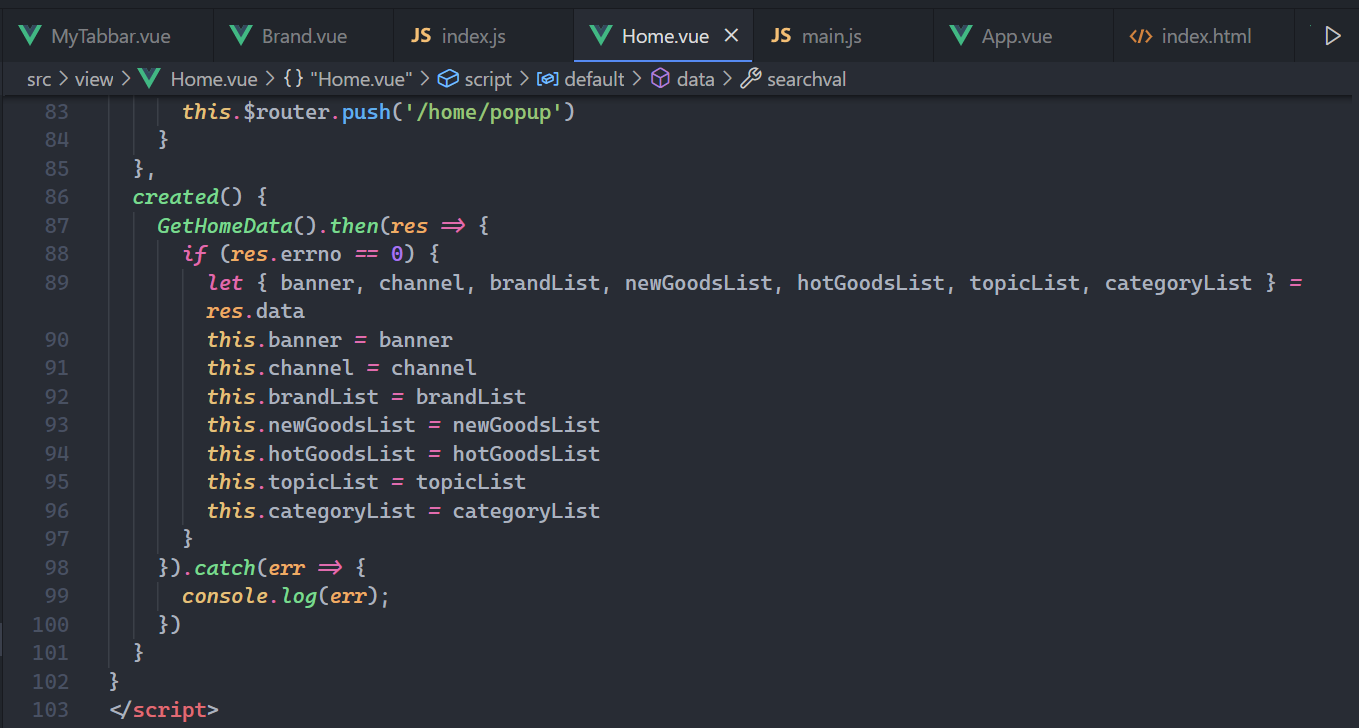 MyTabbar.vue Brand.vue JS index.js Home.vue JS main.js App.vue index.html
src > view > Home.vue > {} "Home.vue" > script > default > data > searchval
83 this.$router.push('/home/popup')
84 }
85 },
86 created() {
87 GetHomeData().then(res => {
88 if (res.errno == 0) {
89 let { banner, channel, brandList, newGoodsList, hotGoodsList, topicList, categoryList } =
res.data
90 this.banner = banner
91 this.channel = channel
92 this.brandList = brandList
93 this.newGoodsList = newGoodsList
94 this.hotGoodsList = hotGoodsList
95 this.topicList = topicList
96 this.categoryList = categoryList
97 }
98 }).catch(err => {
99 console.log(err);
100 })
101 }
102 }
103 </script>